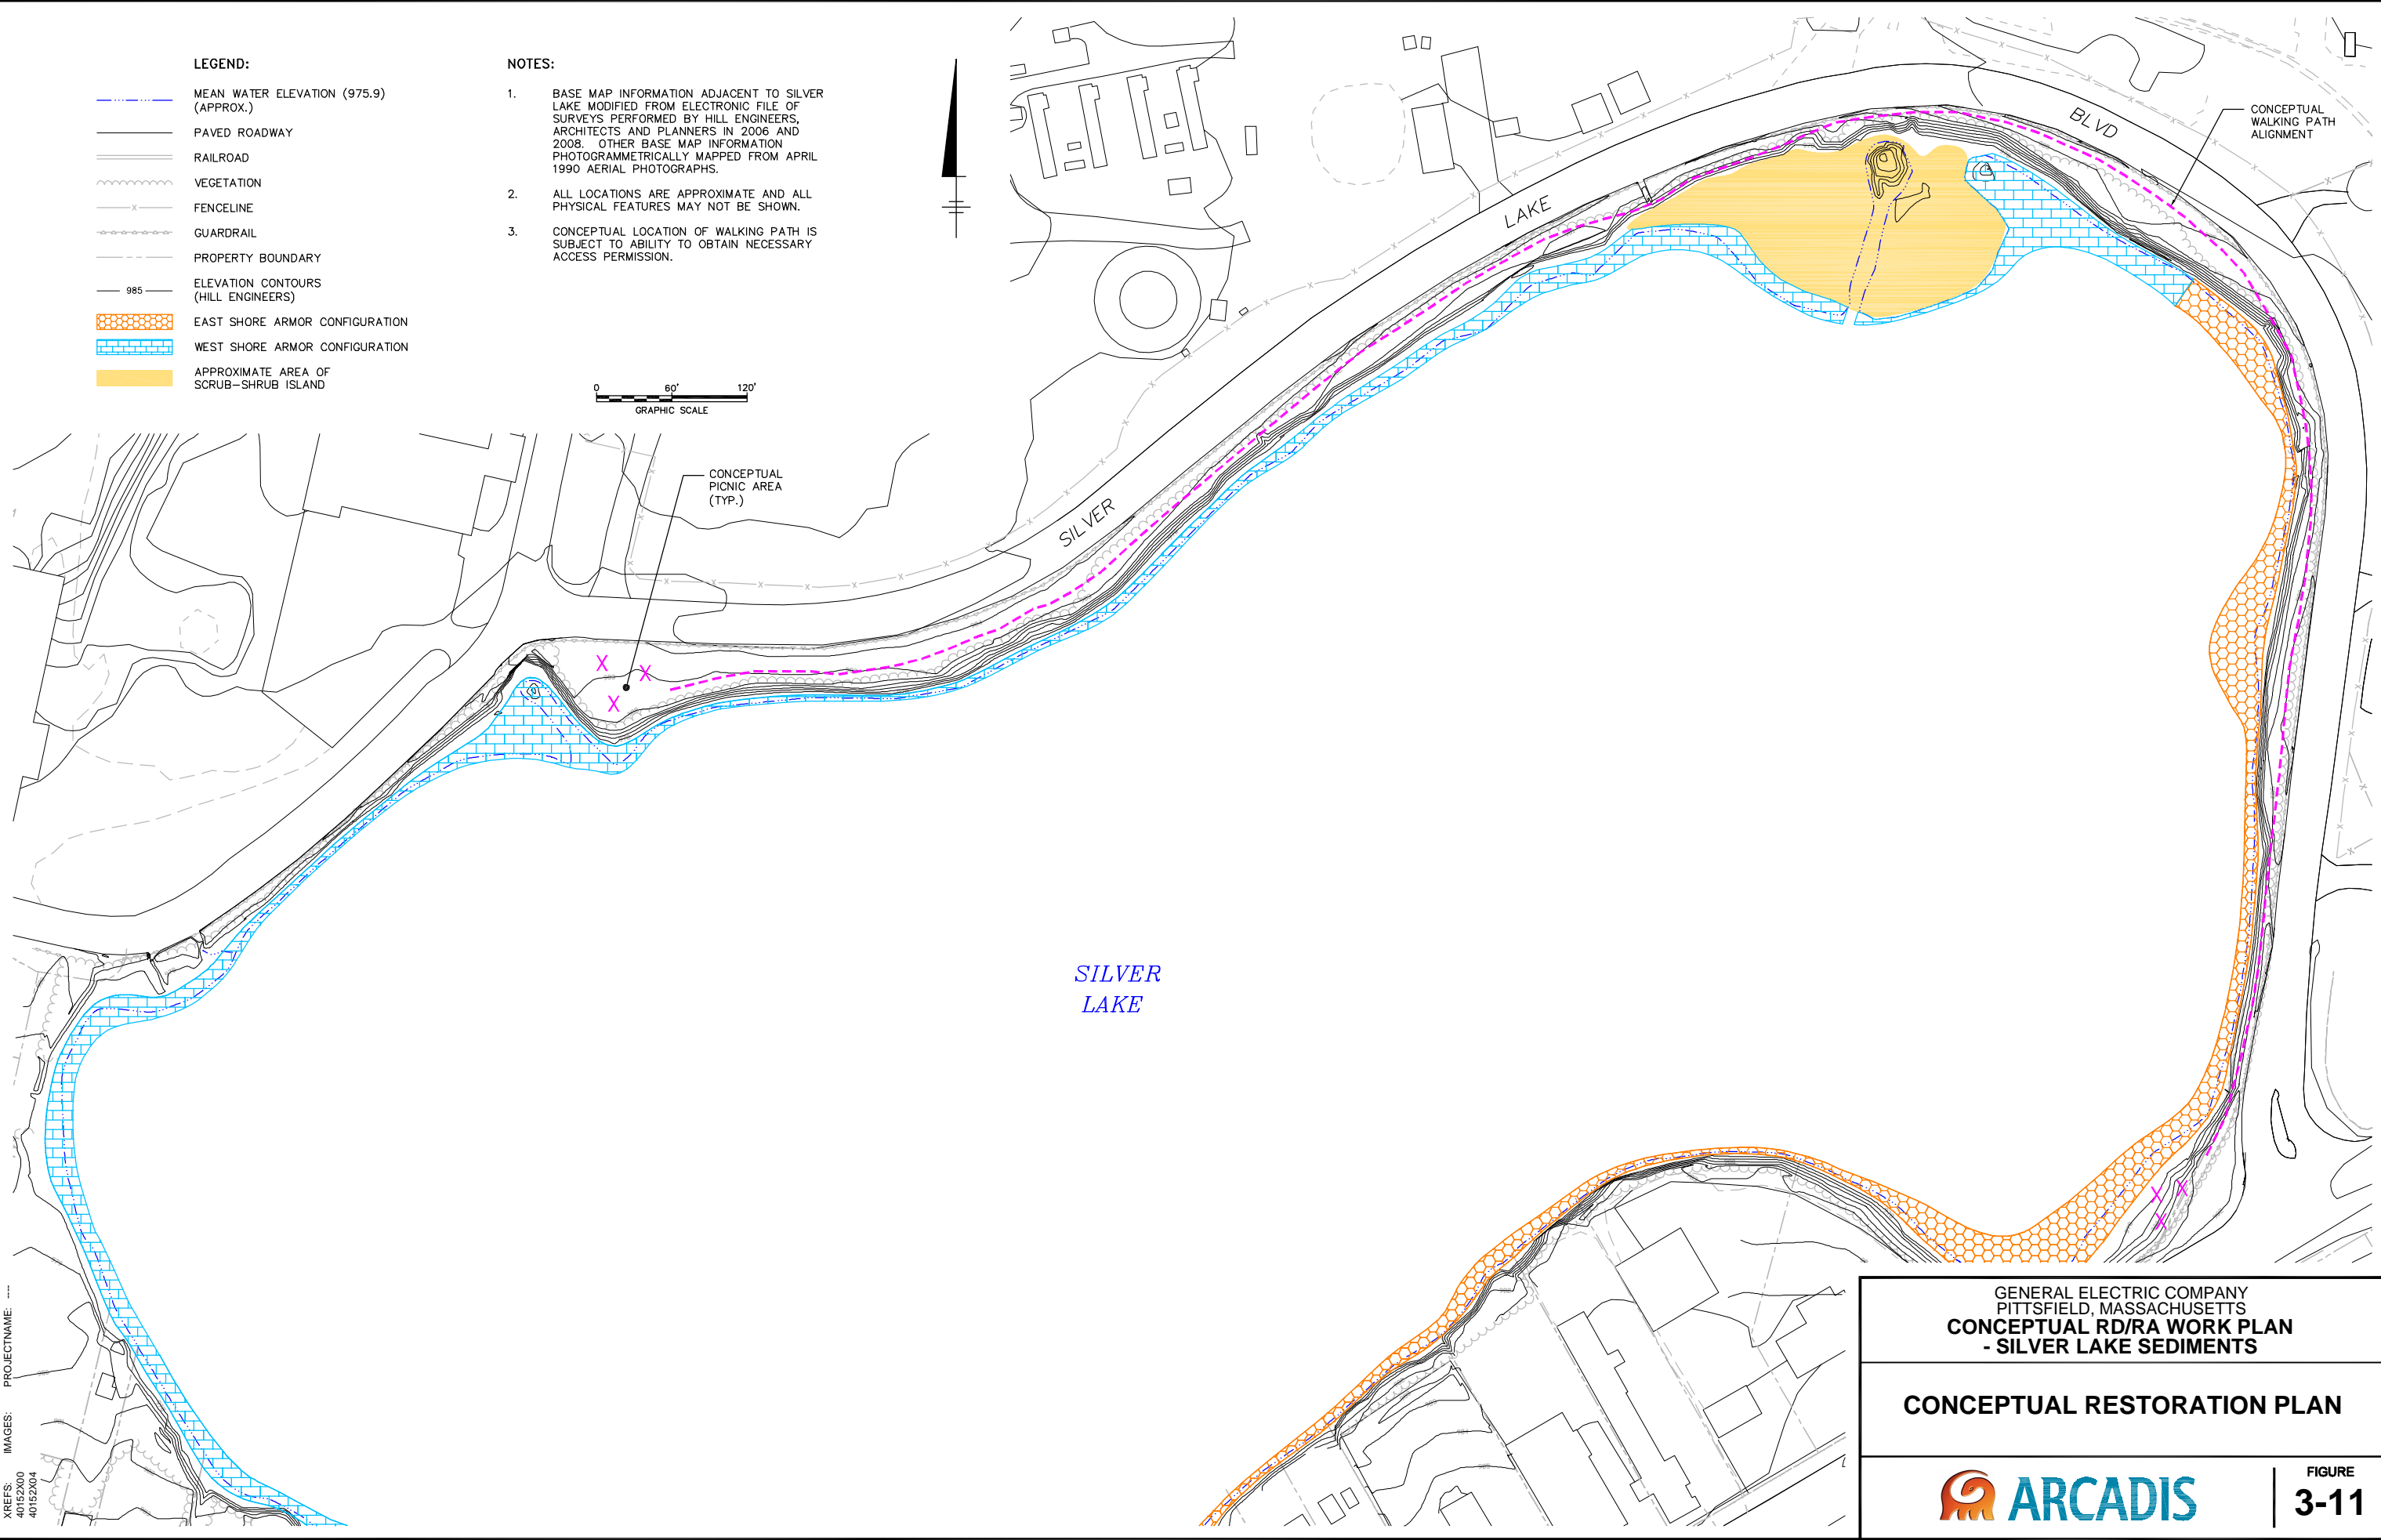 LEGEND:
MEAN WATER ELEVATION (975.9)
(APPROX.)
PAVED ROADWAY
RAILROAD
VEGETATION
X
FENCELINE
GUARDRAIL
PROPERTY BOUNDARY
985
ELEVATION CONTOURS
(HILL ENGINEERS)
EAST SHORE ARMOR CONFIGURATION
WEST SHORE ARMOR CONFIGURATION
APPROXIMATE AREA OF
SCRUB-SHRUB ISLAND
NOTES:
1. BASE MAP INFORMATION ADJACENT TO SILVER
LAKE MODIFIED FROM ELECTRONIC FILE OF
SURVEYS PERFORMED BY HILL ENGINEERS,
ARCHITECTS AND PLANNERS IN 2006 AND
2008. OTHER BASE MAP INFORMATION
PHOTOGRAMMETRICALLY MAPPED FROM APRIL
1990 AERIAL PHOTOGRAPHS.
2. ALL LOCATIONS ARE APPROXIMATE AND ALL
PHYSICAL FEATURES MAY NOT BE SHOWN.
3. CONCEPTUAL LOCATION OF WALKING PATH IS
SUBJECT TO ABILITY TO OBTAIN NECESSARY
ACCESS PERMISSION.
0 60' 120'
GRAPHIC SCALE
CONCEPTUAL
PICNIC AREA
(TYP.)
SILVER
LAKE
BLVD
CONCEPTUAL
WALKING PATH
ALIGNMENT
SILVER
LAKE
XREFS:
40152X00
40152X04
IMAGES:
PROJECTNAME: ----
GENERAL ELECTRIC COMPANY
PITTSFIELD, MASSACHUSETTS
CONCEPTUAL RD/RA WORK PLAN
- SILVER LAKE SEDIMENTS
CONCEPTUAL RESTORATION PLAN
ARCADIS
FIGURE
3-11